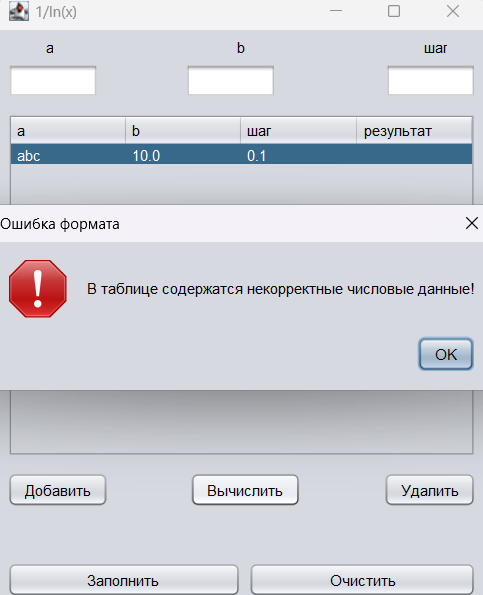 1/ln(x)
a b шаг
a b шаг результат
abc 10.0 0.1
Ошибка формата
В таблице содержатся некорректные числовые данные!
OK
Добавить Вычислить Удалить
Заполнить Очистить